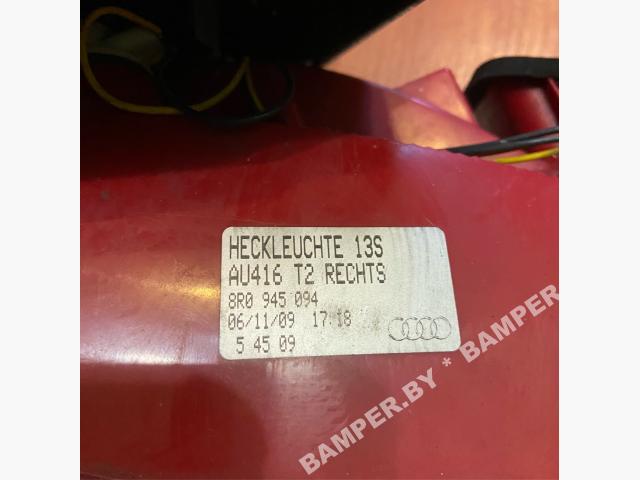 HECKLEUCHTE 13S
AU416 T2 RECHTS
8R0 945 094
06/11/09 17:18
5 45 09
BAMPER.BY * BAMPER.